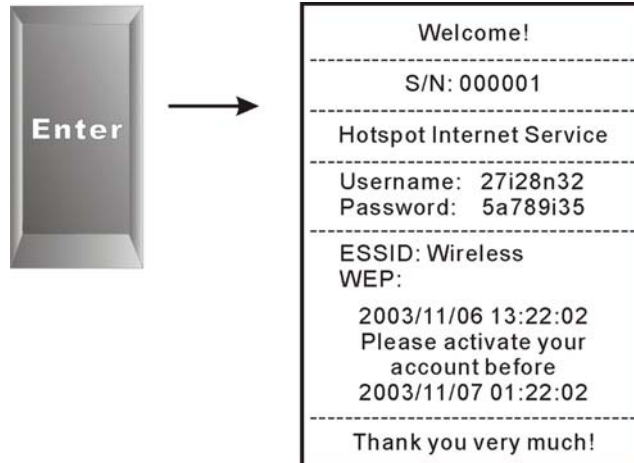 Enter
Welcome!
S/N: 000001
Hotspot Internet Service
Username: 27i28n32
Password: 5a789i35
ESSID: Wireless
WEP:
2003/11/06 13:22:02
Please activate your
account before
2003/11/07 01:22:02
Thank you very much!